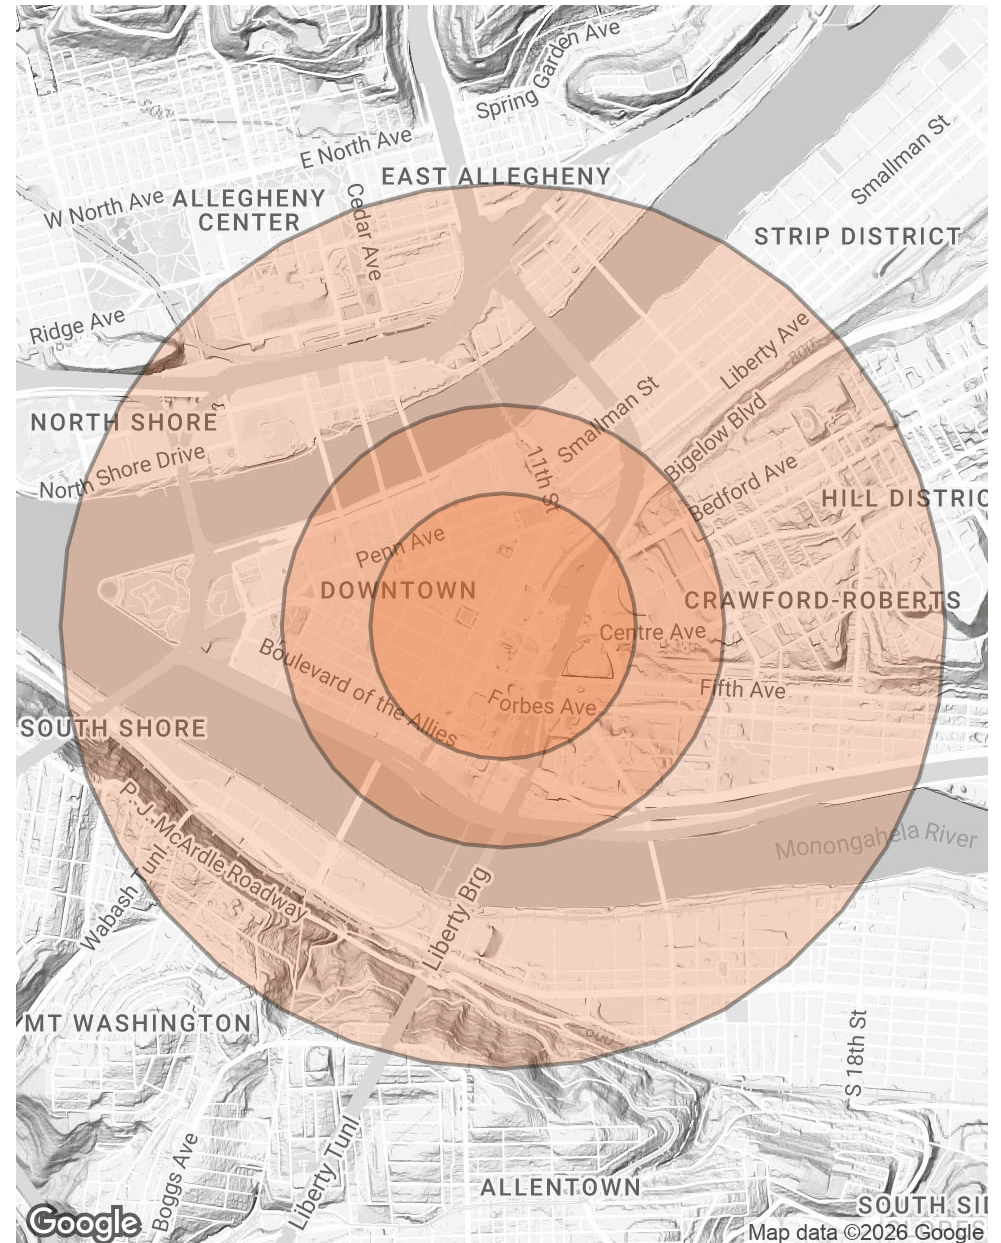 Spring Garden Ave
E North Ave
Smallman St
EAST ALLEGHENY
W North Ave
ALLEGHENY
CENTER
Cedar Ave
STRIP DISTRICT
Ridge Ave
Liberty Ave
NORTH SHORE
Smallman St
Bigelow Blvd
North Shore Drive
11th St
Bedford Ave
HILL DISTRIC
Penn Ave
DOWNTOWN
CRAWFORD-ROBERTS
Centre Ave
Boulevard of the Allies
Fifth Ave
Forbes Ave
SOUTH SHORE
P.J. McArdle Roadway
Monongahela River
Wabash Tunl
Liberty Brg
MT WASHINGTON
S 18th St
Liberty Tunl
Boggs Ave
ALLENTOWN
SOUTH SI
Google
Map data ©2026 Google